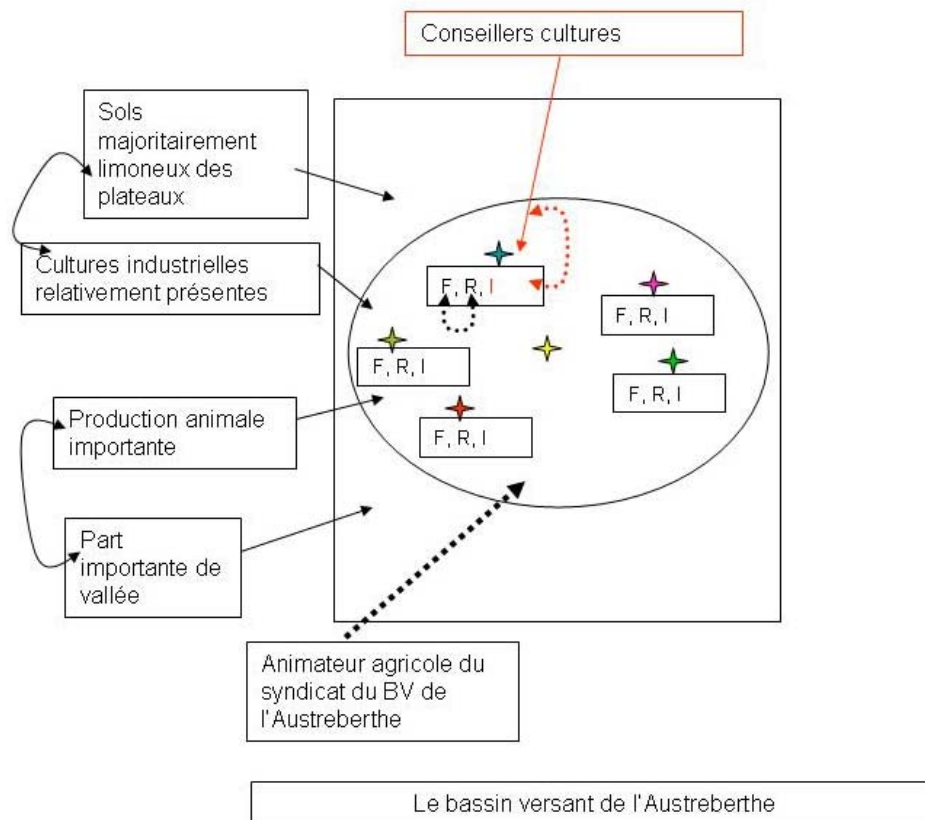 Conseillers cultures
Sols
majoritairement
limoneux des
plateaux
Cultures industrielles
relativement présentes
F, R, I
F, R, I
F, R, I
F, R, I
F, R, I
Production animale
importante
Part
importante de
vallée
Animateur agricole du
syndicat du BV de
l'Austreberthe
Le bassin versant de l'Austreberthe